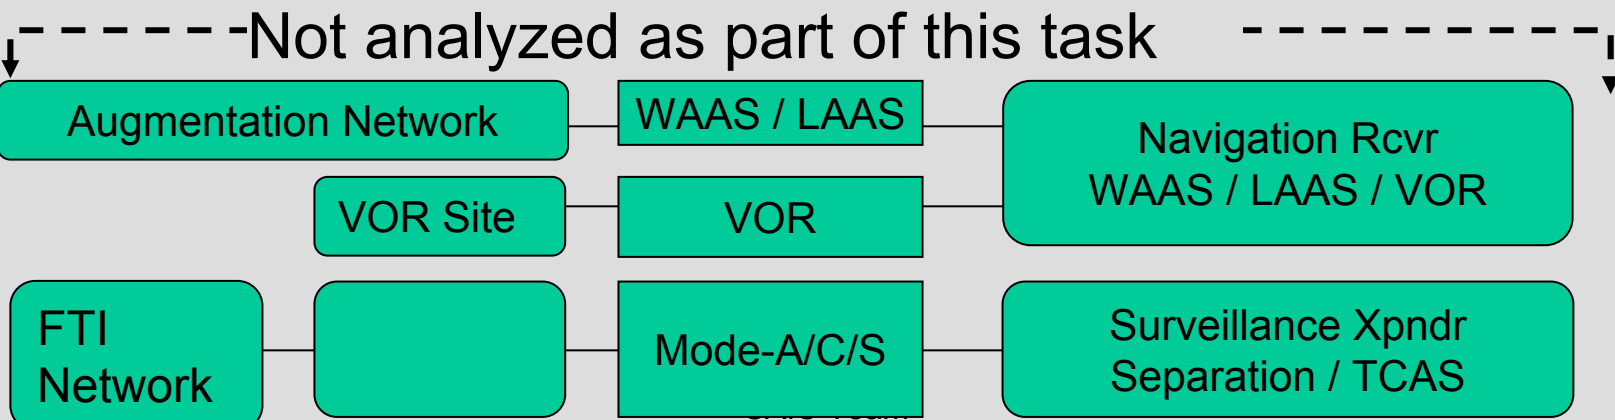 Not analyzed as part of this task
Augmentation Network
WAAS / LAAS
Navigation Rcvr
WAAS / LAAS / VOR
VOR Site
VOR
FTI
Network
Mode-A/C/S
Surveillance Xpndr
Separation / TCAS